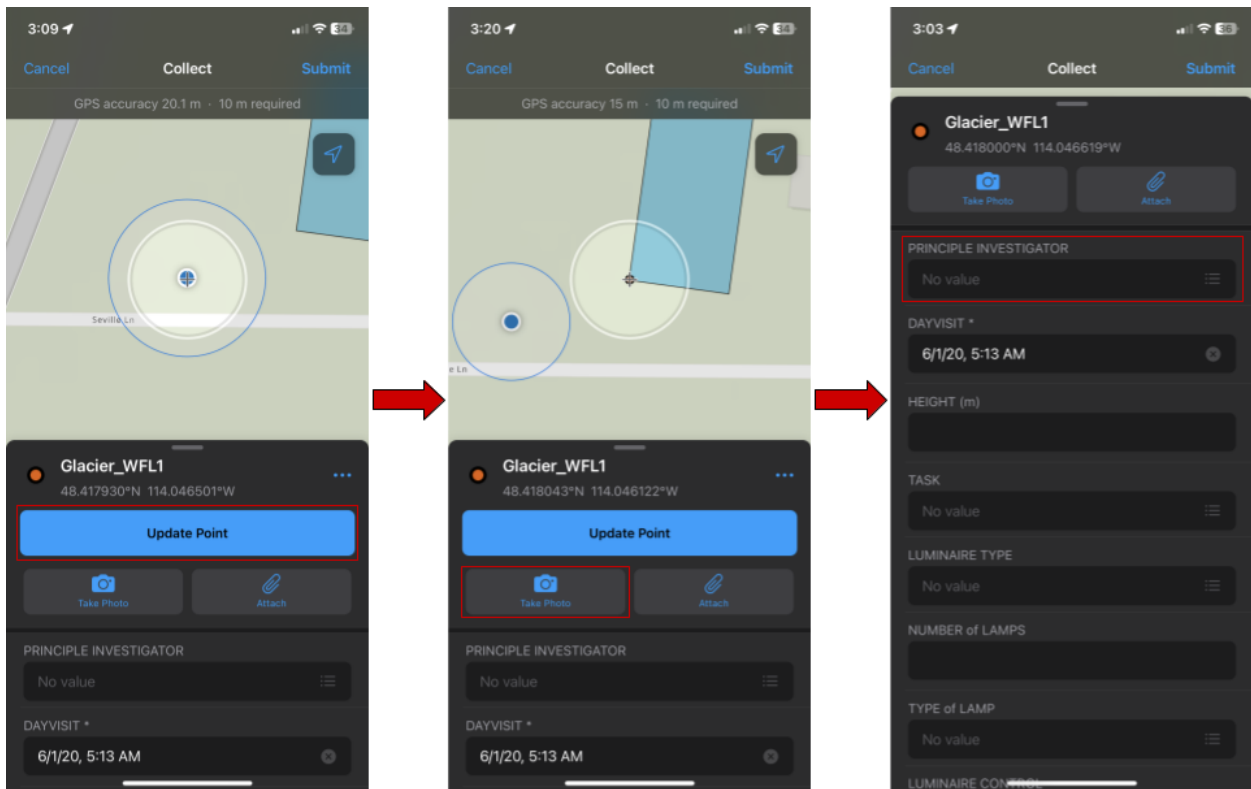 3:09
34
Cancel
Collect
Submit
GPS accuracy 20.1 m · 10 m required
Seville Ln
Glacier_WFL1
48.417930°N 114.046501°W
Update Point
Take Photo
Attach
PRINCIPLE INVESTIGATOR
No value
DAYVISIT *
6/1/20, 5:13 AM
3:20
34
Cancel
Collect
Submit
GPS accuracy 15 m · 10 m required
e Ln
Glacier_WFL1
48.418043°N 114.046122°W
Update Point
Take Photo
Attach
PRINCIPLE INVESTIGATOR
No value
DAYVISIT *
6/1/20, 5:13 AM
3:03
36
Cancel
Collect
Submit
Glacier_WFL1
48.418000°N 114.046619°W
Take Photo
Attach
PRINCIPLE INVESTIGATOR
No value
DAYVISIT *
6/1/20, 5:13 AM
HEIGHT (m)
TASK
No value
LUMINAIRE TYPE
No value
NUMBER of LAMPS
TYPE of LAMP
No value
LUMINAIRE CONTROL